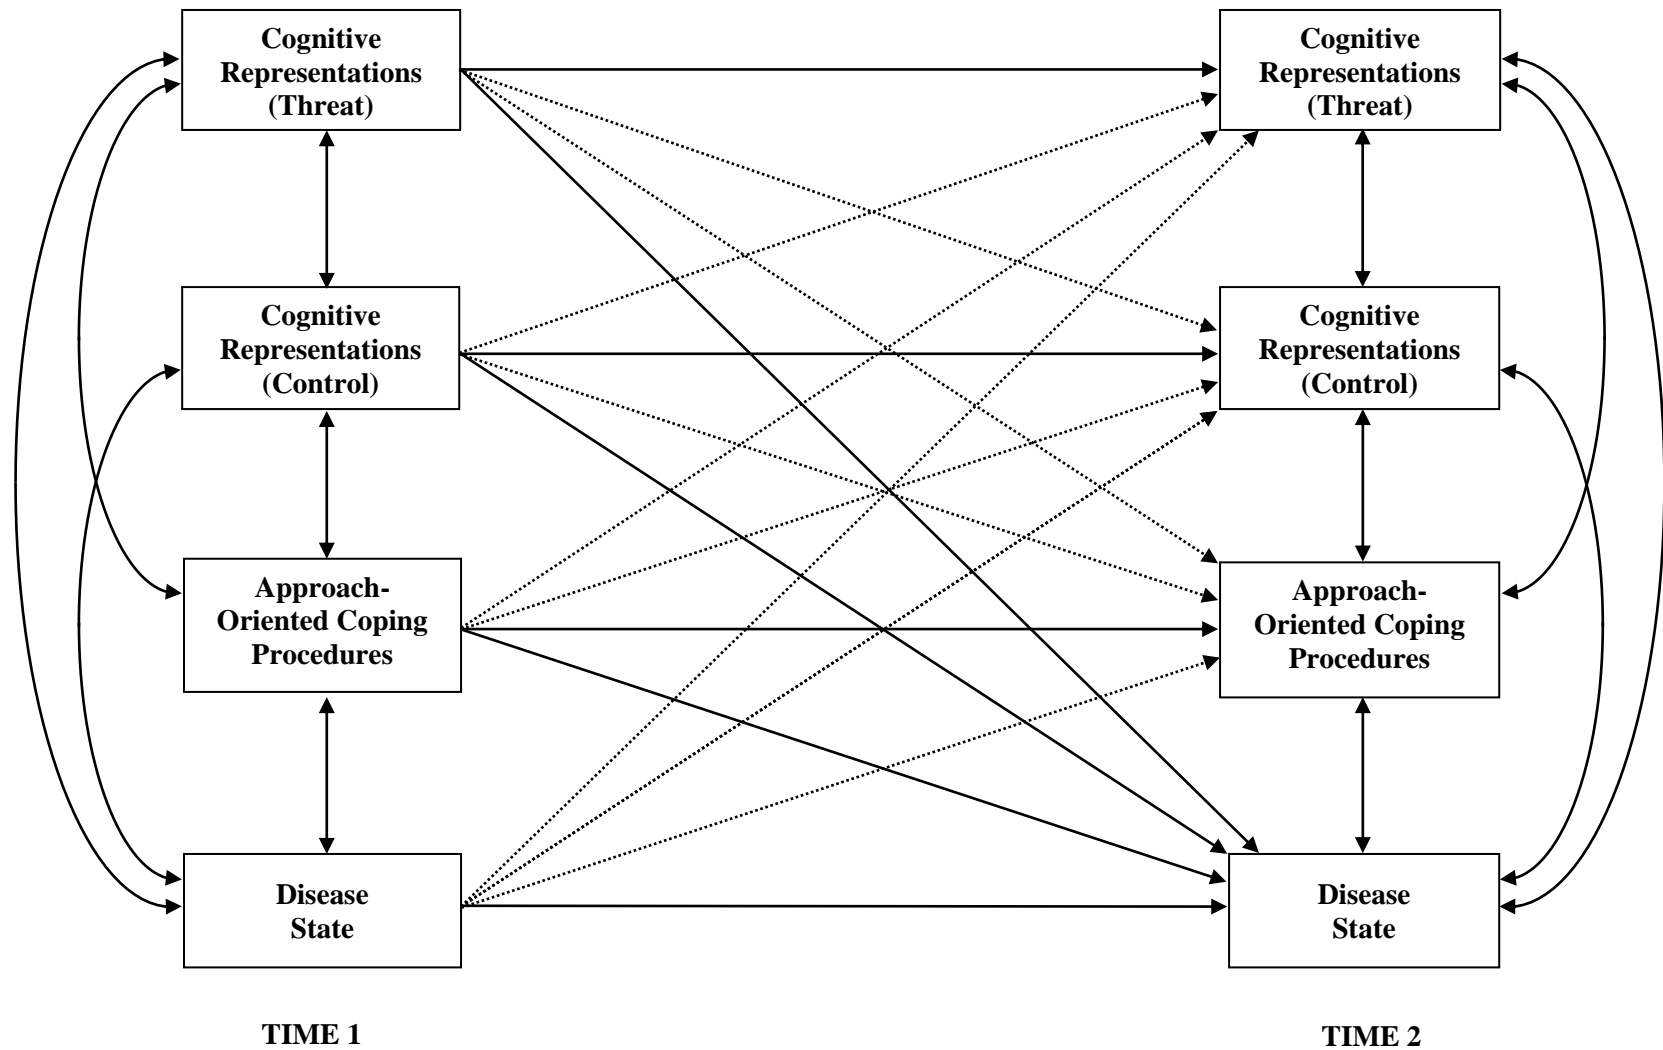 Cognitive
Representations
(Threat)
Cognitive
Representations
(Threat)
Cognitive
Representations
(Control)
Cognitive
Representations
(Control)
Approach-
Oriented Coping
Procedures
Approach-
Oriented Coping
Procedures
Disease
State
Disease
State
TIME 1
TIME 2